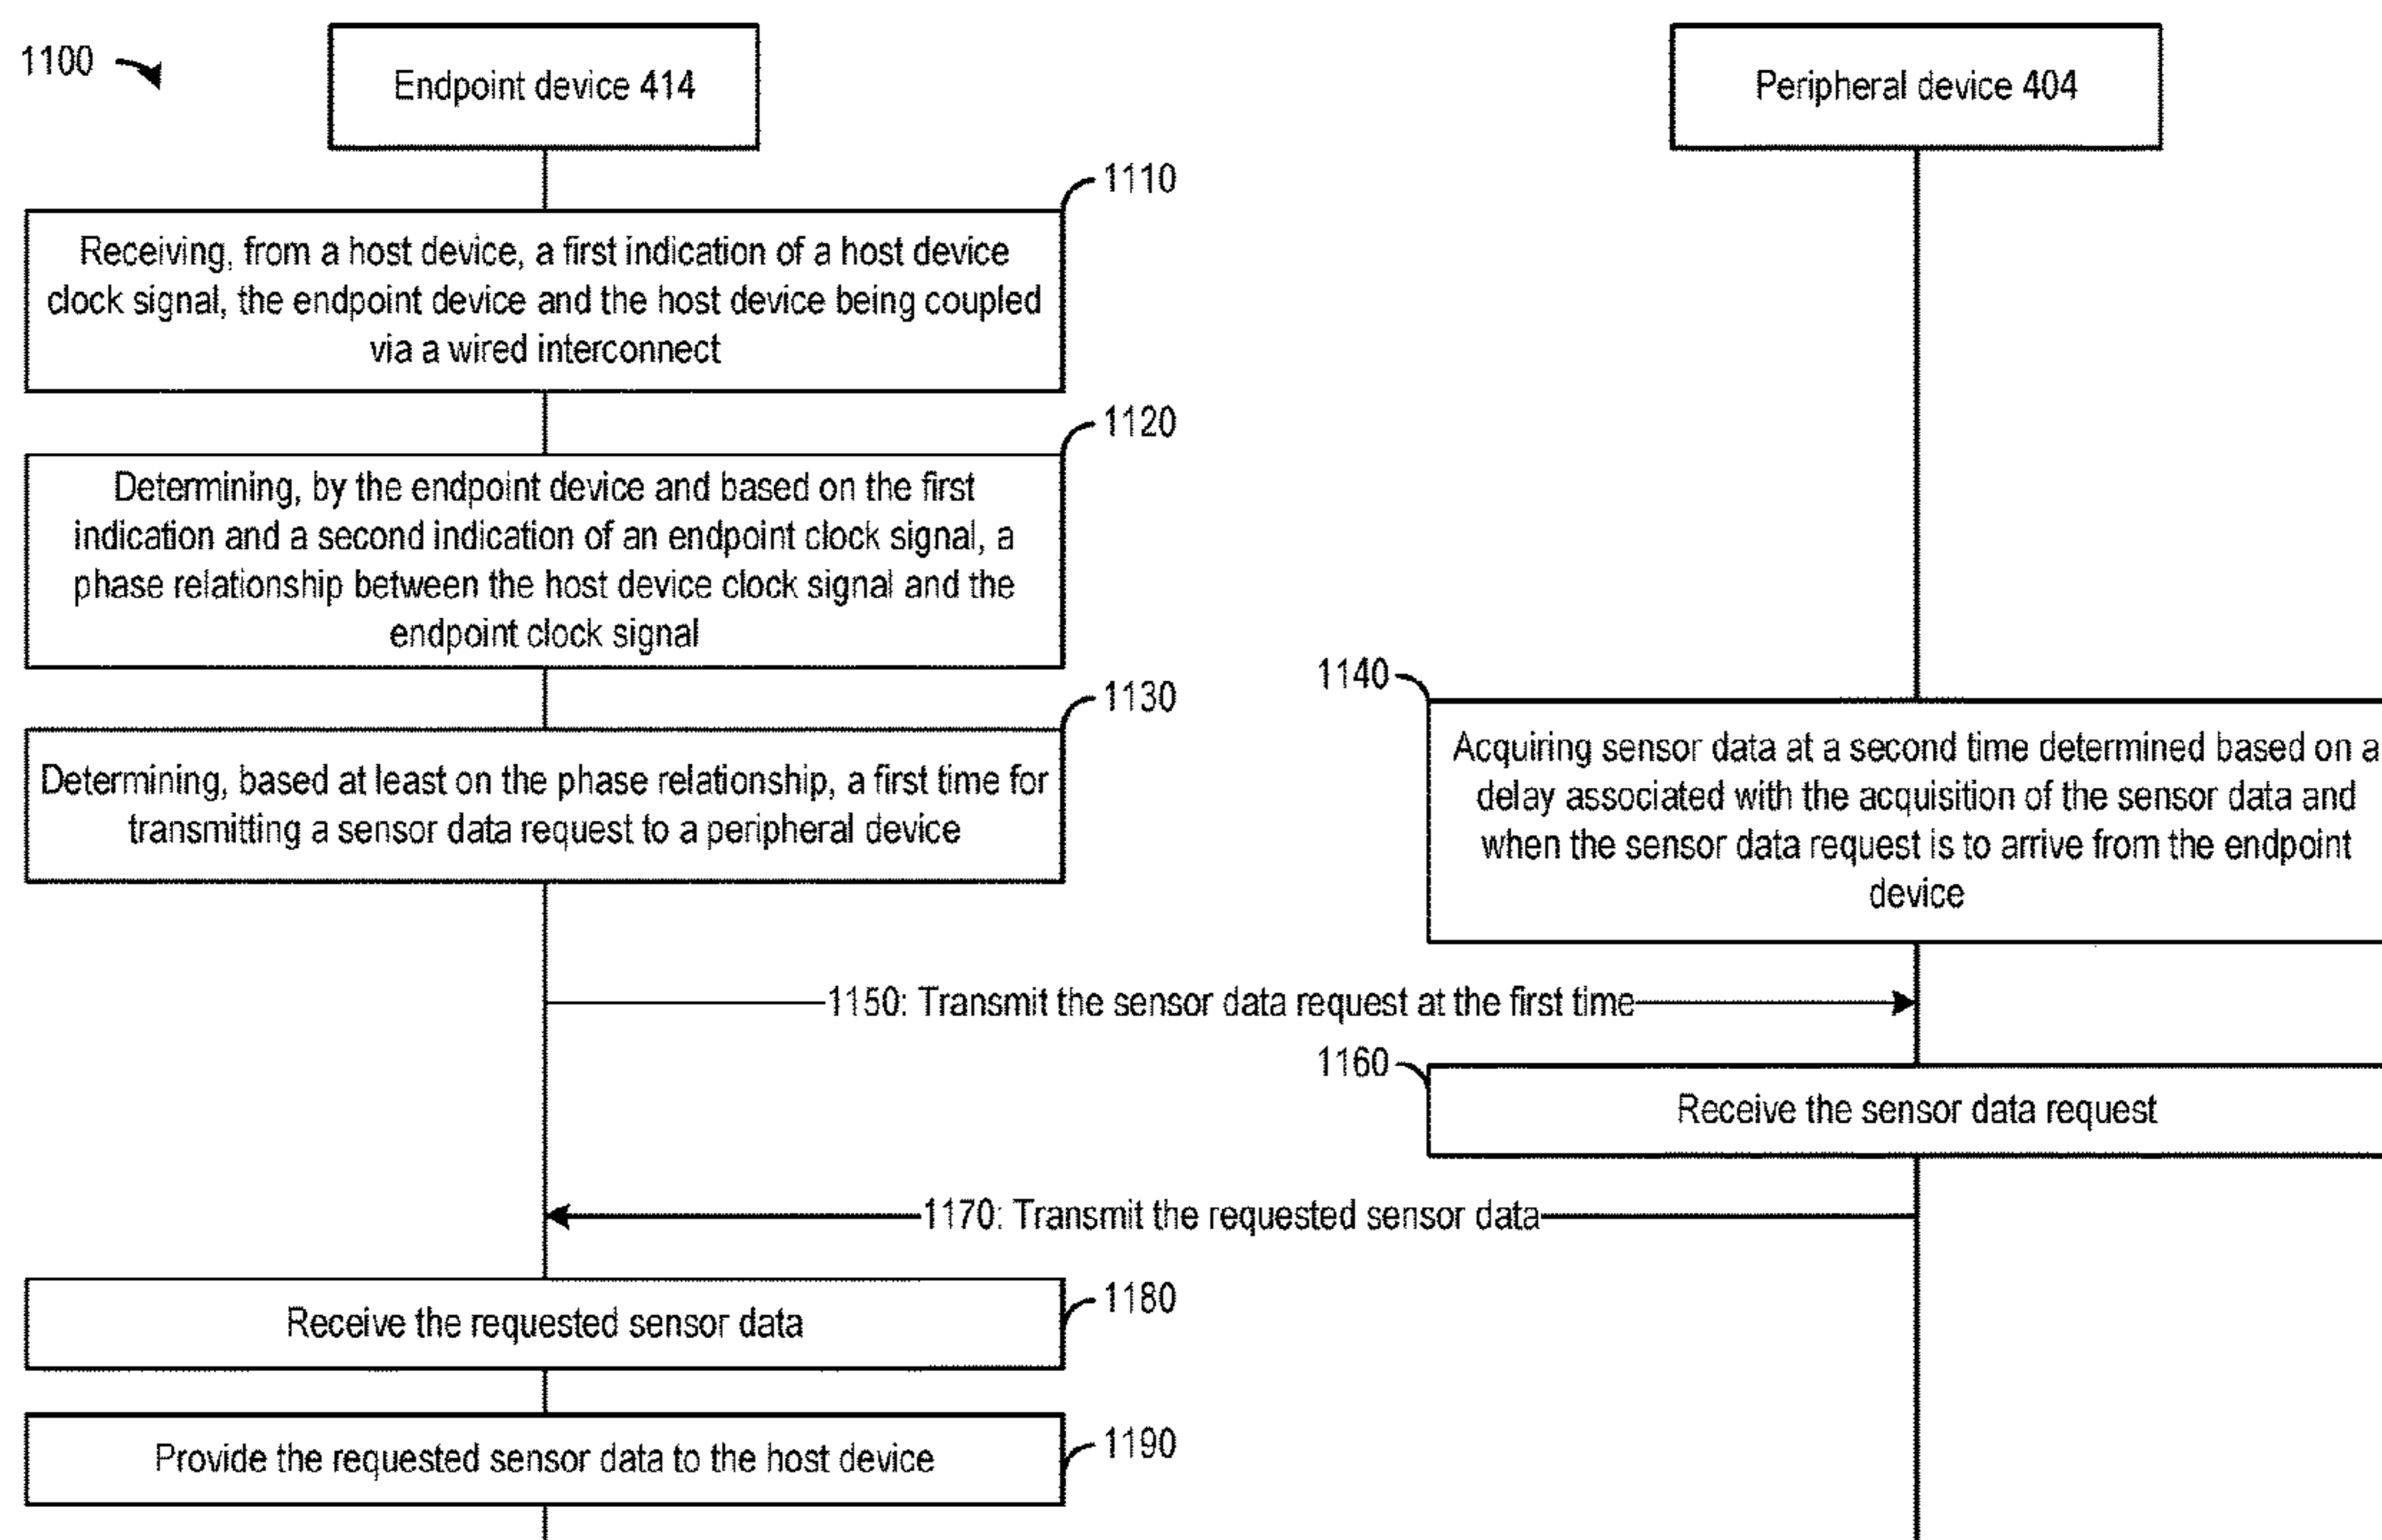 1100
Endpoint device 414
Peripheral device 404
1110
Receiving, from a host device, a first indication of a host device
clock signal, the endpoint device and the host device being coupled
via a wired interconnect
1120
Determining, by the endpoint device and based on the first
indication and a second indication of an endpoint clock signal, a
phase relationship between the host device clock signal and the
endpoint clock signal
1130
Determining, based at least on the phase relationship, a first time for
transmitting a sensor data request to a peripheral device
1140
Acquiring sensor data at a second time determined based on a
delay associated with the acquisition of the sensor data and
when the sensor data request is to arrive from the endpoint
device
1150: Transmit the sensor data request at the first time
1160
Receive the sensor data request
1170: Transmit the requested sensor data
1180
Receive the requested sensor data
1190
Provide the requested sensor data to the host device